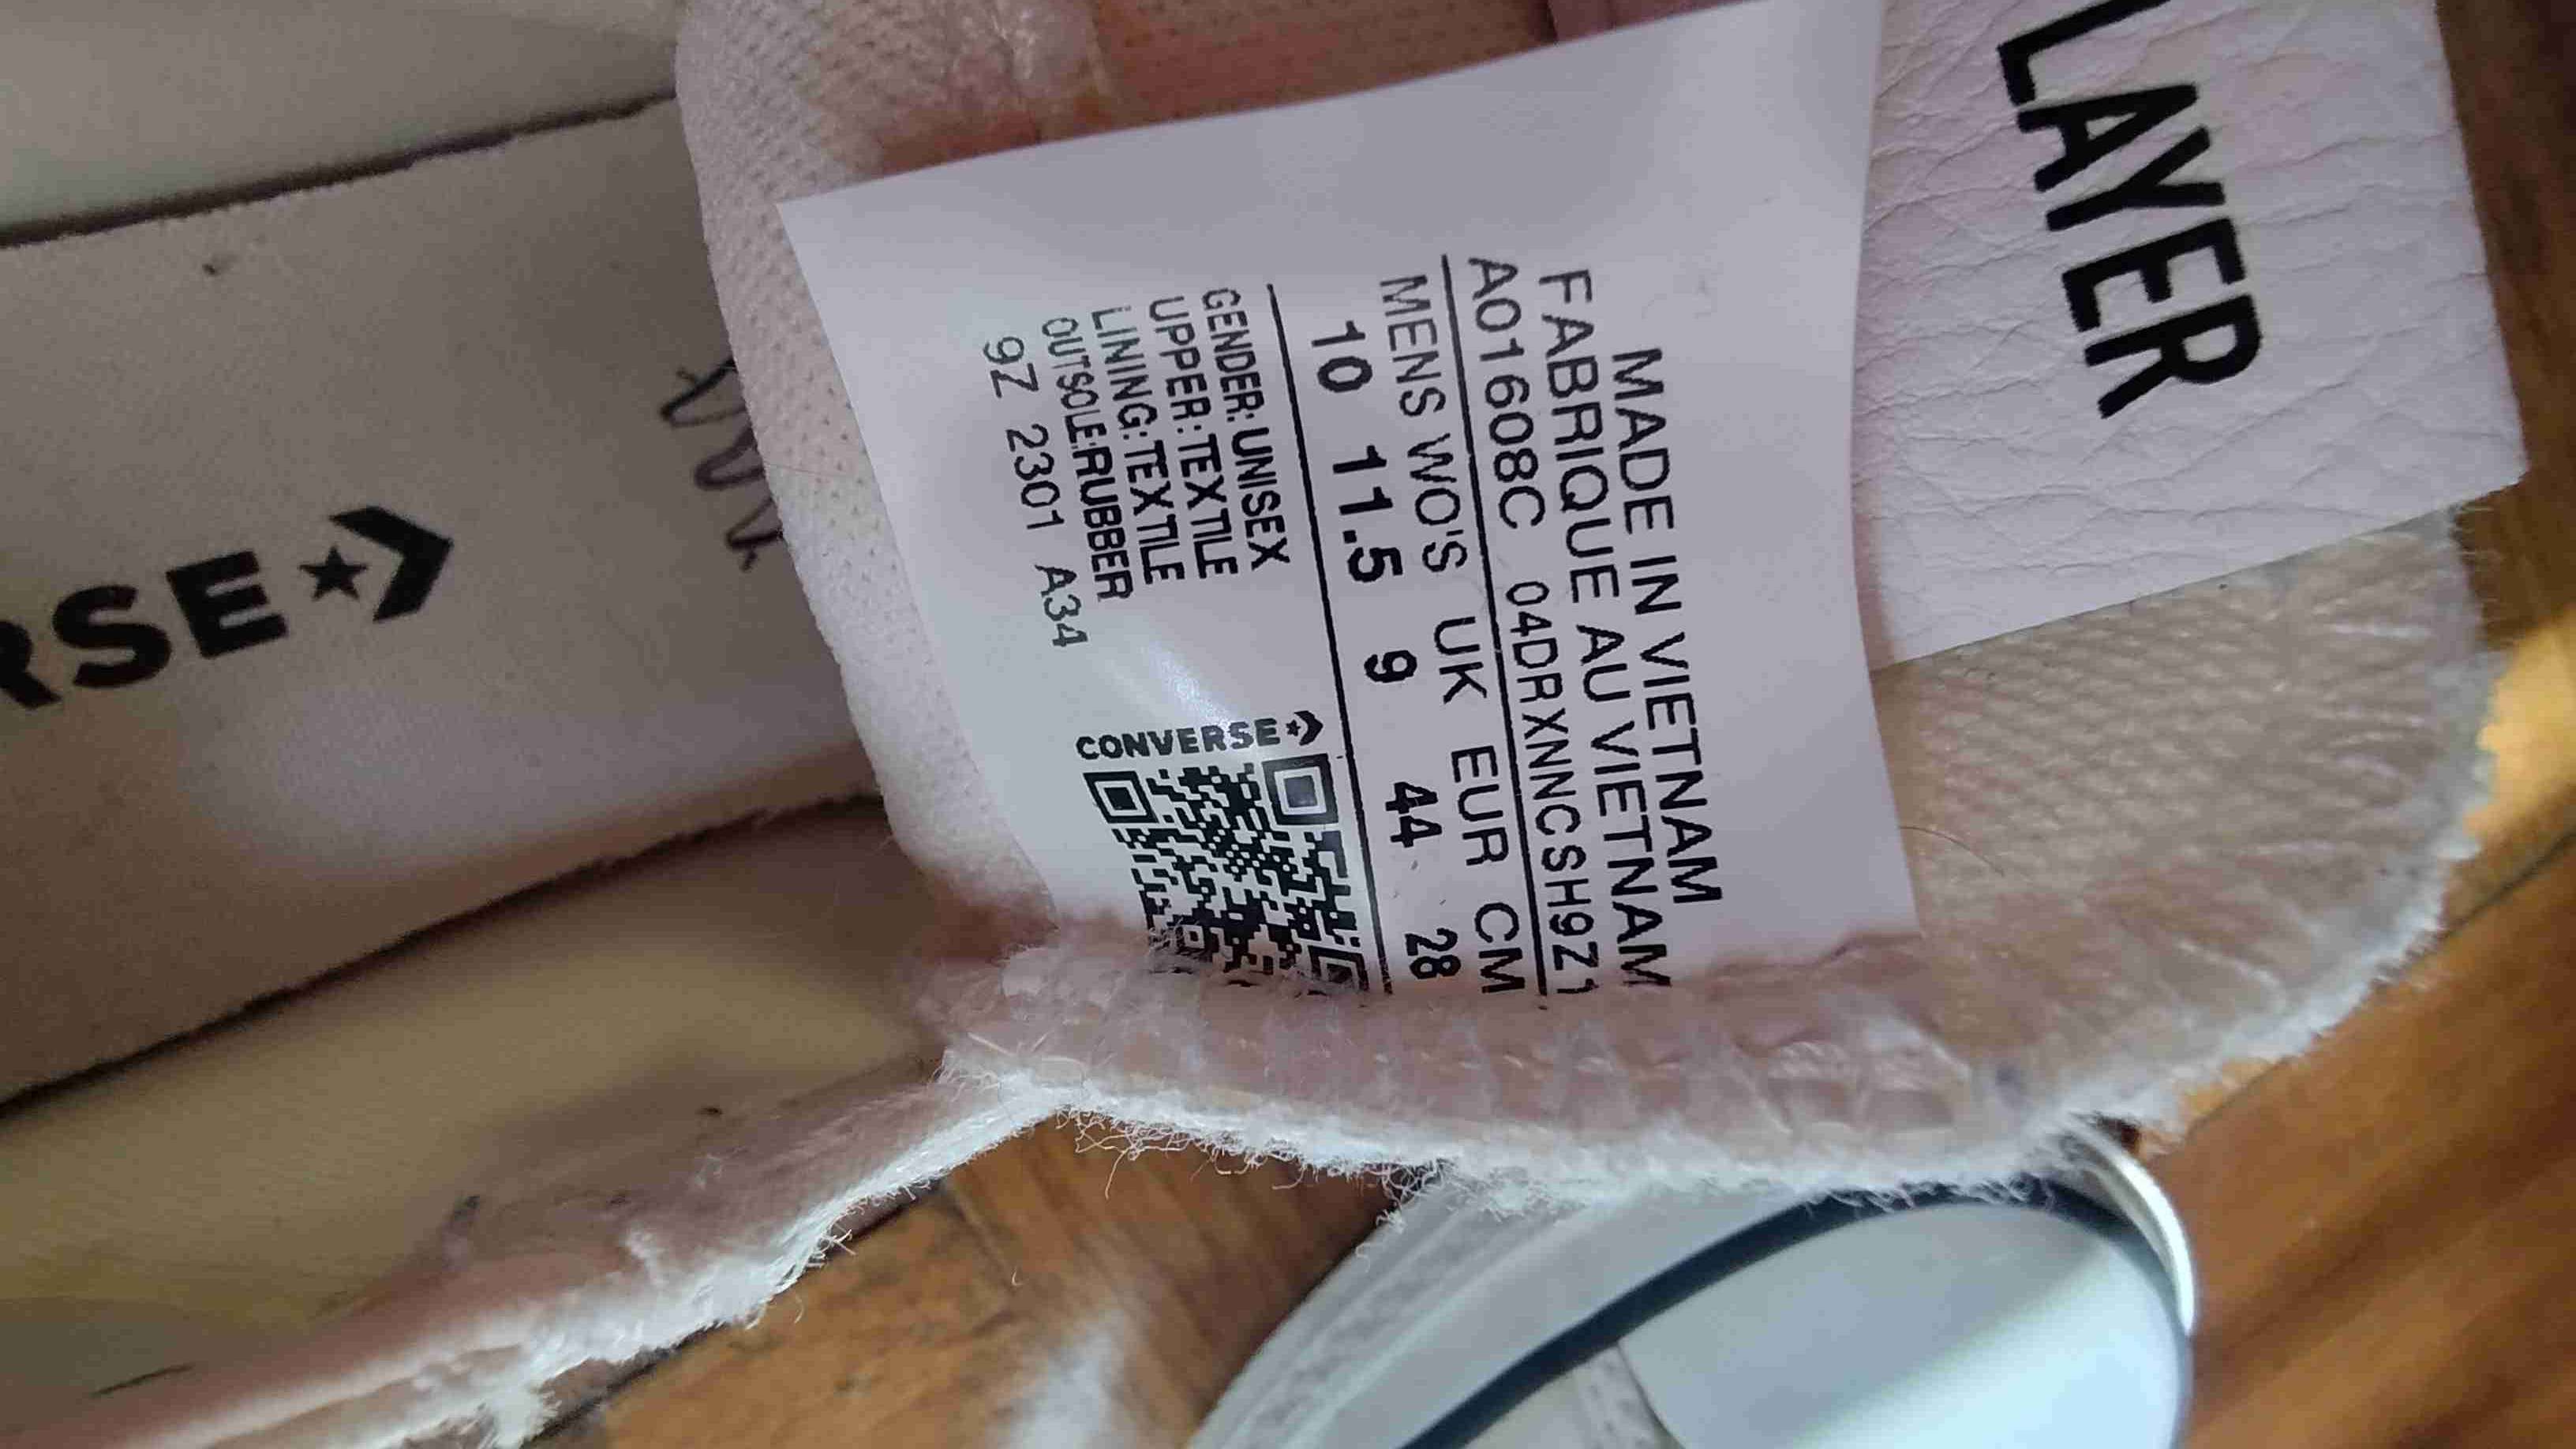 LAYER
MADE IN VIETNAM
FABRIQUE AU VIETNAM
A01608C 04DRXNNCSH9Z1
MENS WO'S UK EUR CM
10 11.5 9 44 28
GENDER: UNISEX
UPPER: TEXTILE
LINING: TEXTILE
OUTSOLE:RUBBER
9Z 2301 A34
CONVERSE
RSE